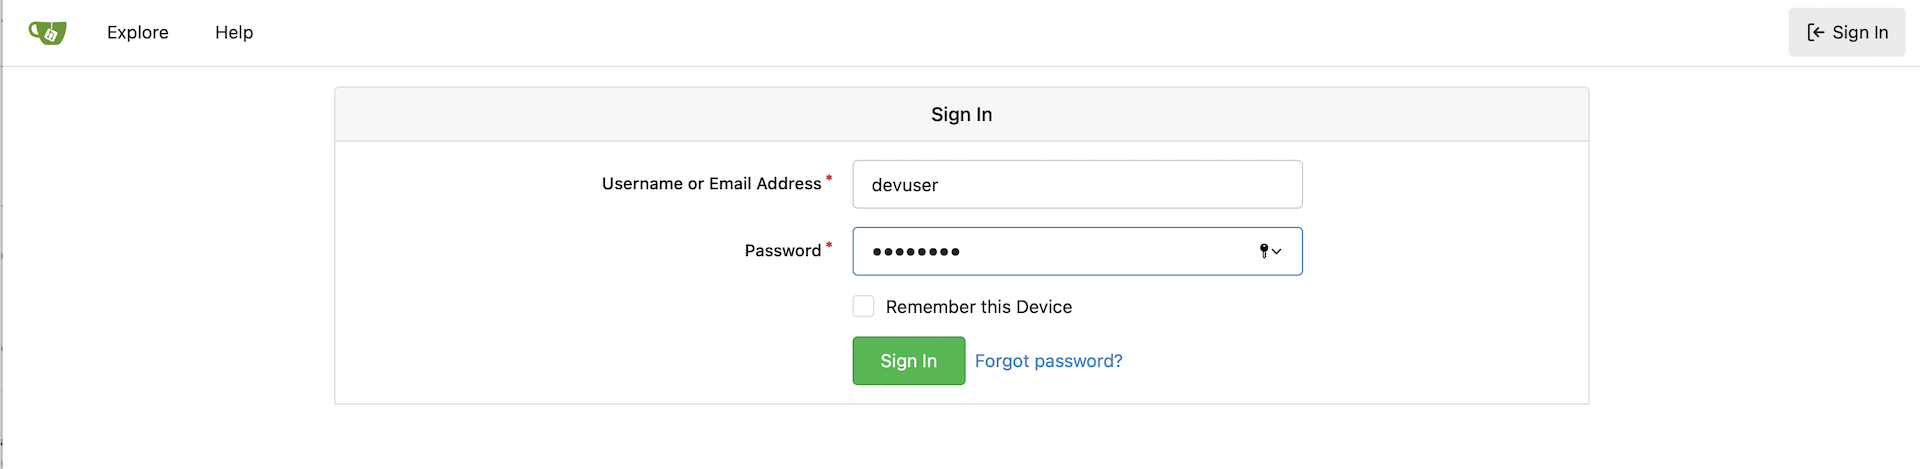 Explore Help Sign In
Sign In
Username or Email Address * devuser
Password * ••••••••
Remember this Device
Sign In Forgot password?